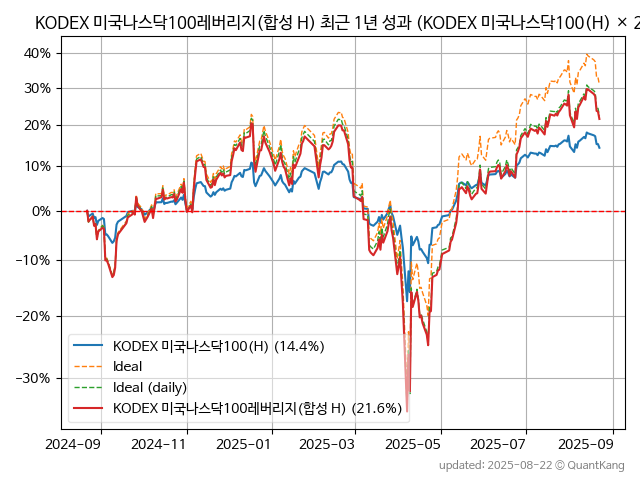 KODEX 미국나스닥100레버리지(합성 H) 최근 1년 성과 (KODEX 미국나스닥100(H) × 2
40%
30%
20%
10%
0%
−10%
−20%
−30%
KODEX 미국나스닥100(H) (14.4%)
Ideal
Ideal (daily)
KODEX 미국나스닥100레버리지(합성 H) (21.6%)
2024-09 2024-11 2025-01 2025-03 2025-05 2025-07 2025-09
updated: 2025-08-22 © QuantKang